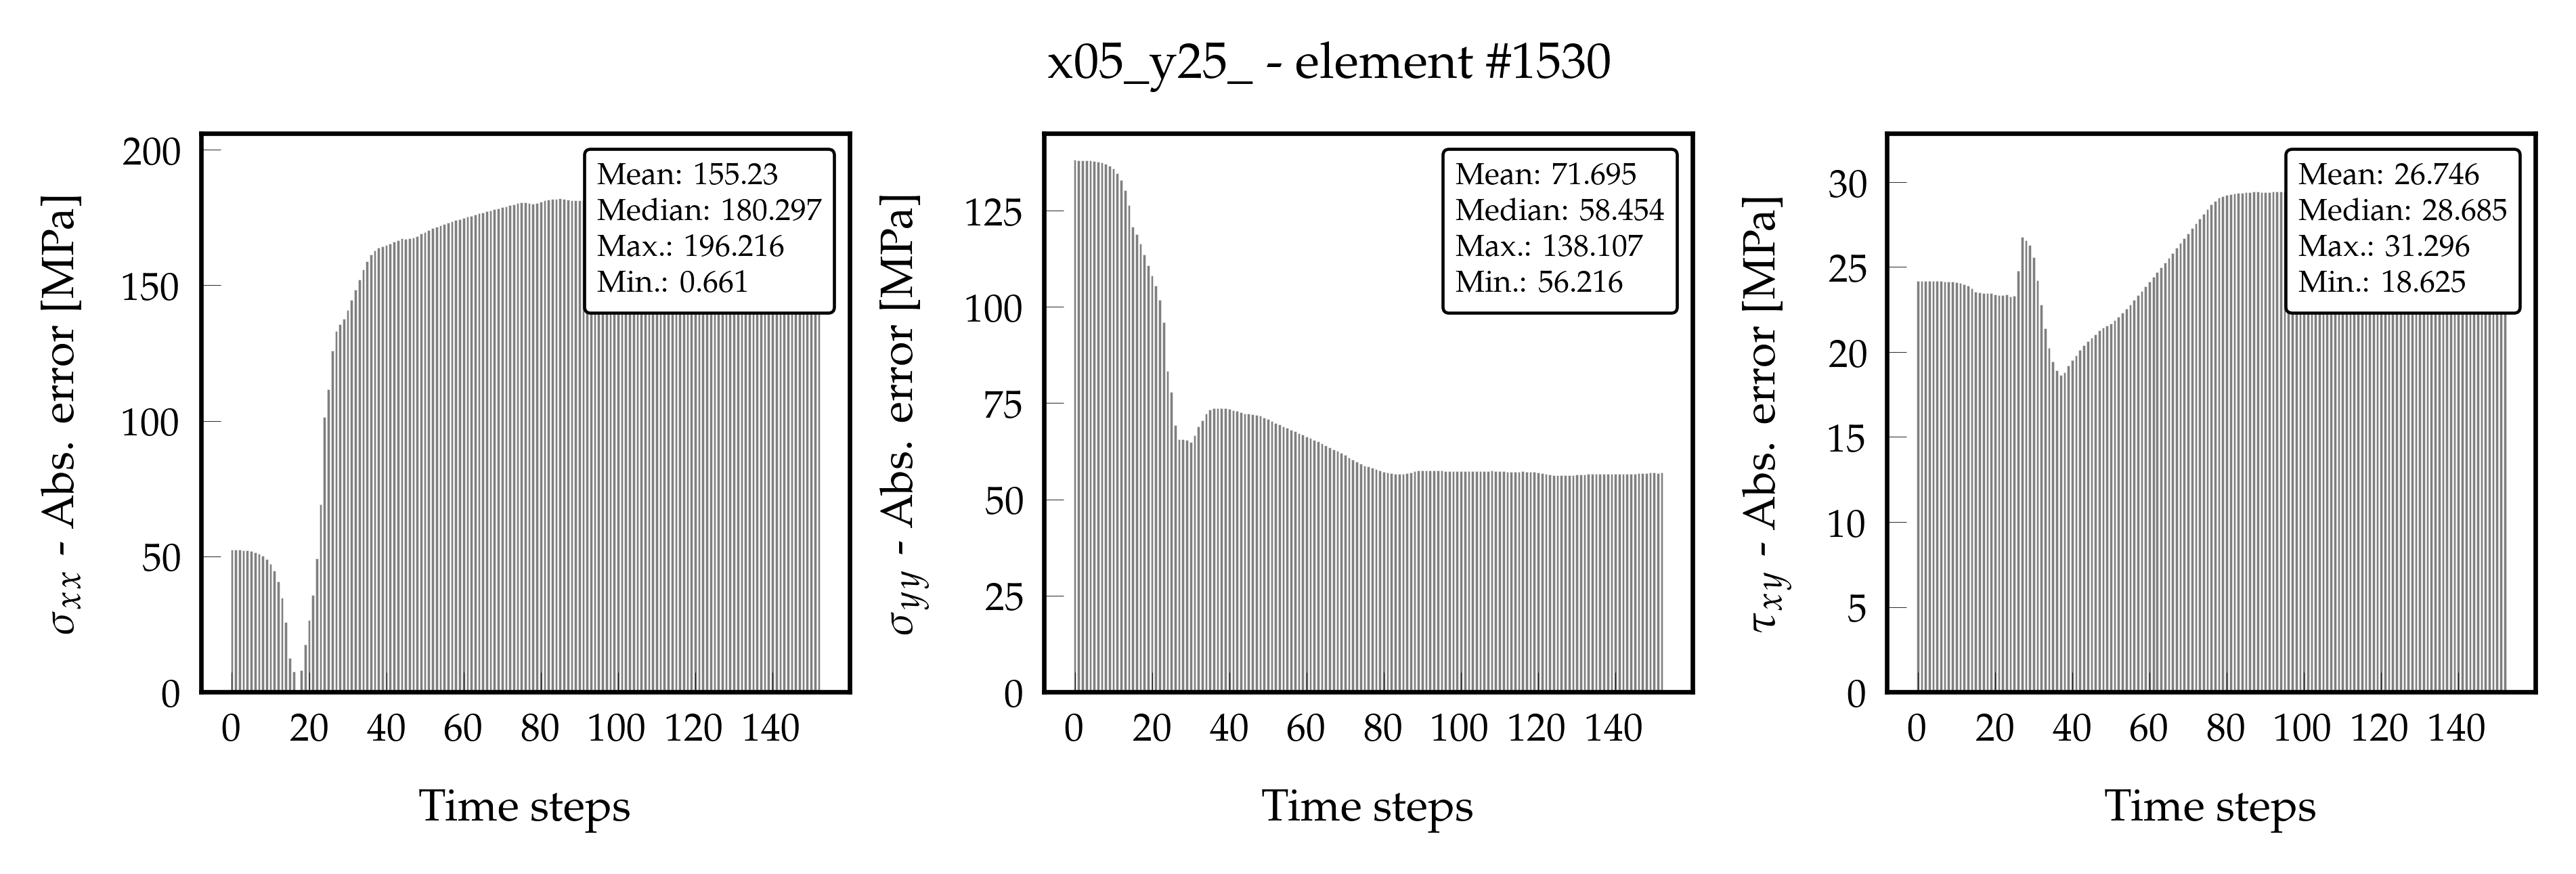 x05_y25_ - element #1530
σxx - Abs. error [MPa]
200
150
100
50
0
Mean: 155.23
Median: 180.297
Max.: 196.216
Min.: 0.661
0 20 40 60 80 100 120 140
Time steps
σyy - Abs. error [MPa]
125
100
75
50
25
0
Mean: 71.695
Median: 58.454
Max.: 138.107
Min.: 56.216
0 20 40 60 80 100 120 140
Time steps
τxy - Abs. error [MPa]
30
25
20
15
10
5
0
Mean: 26.746
Median: 28.685
Max.: 31.296
Min.: 18.625
0 20 40 60 80 100 120 140
Time steps